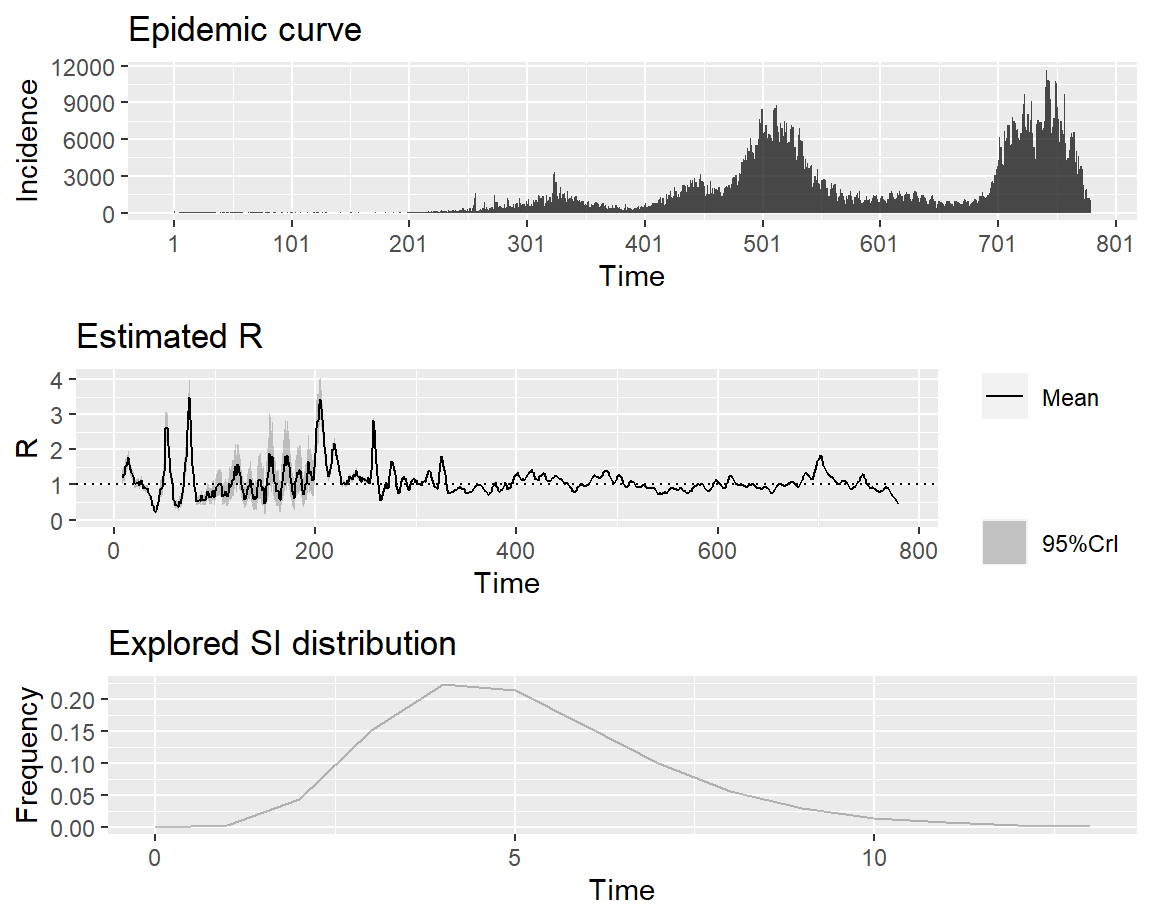 Epidemic curve
12000
9000
6000
3000
0
Incidence
1 101 201 301 401 501 601 701 801
Time
Estimated R
4
3
2
1
0
R
0 200 400 600 800
Time
Mean
95%CrI
Explored SI distribution
0.20
0.15
0.10
0.05
0.00
Frequency
0 5 10
Time